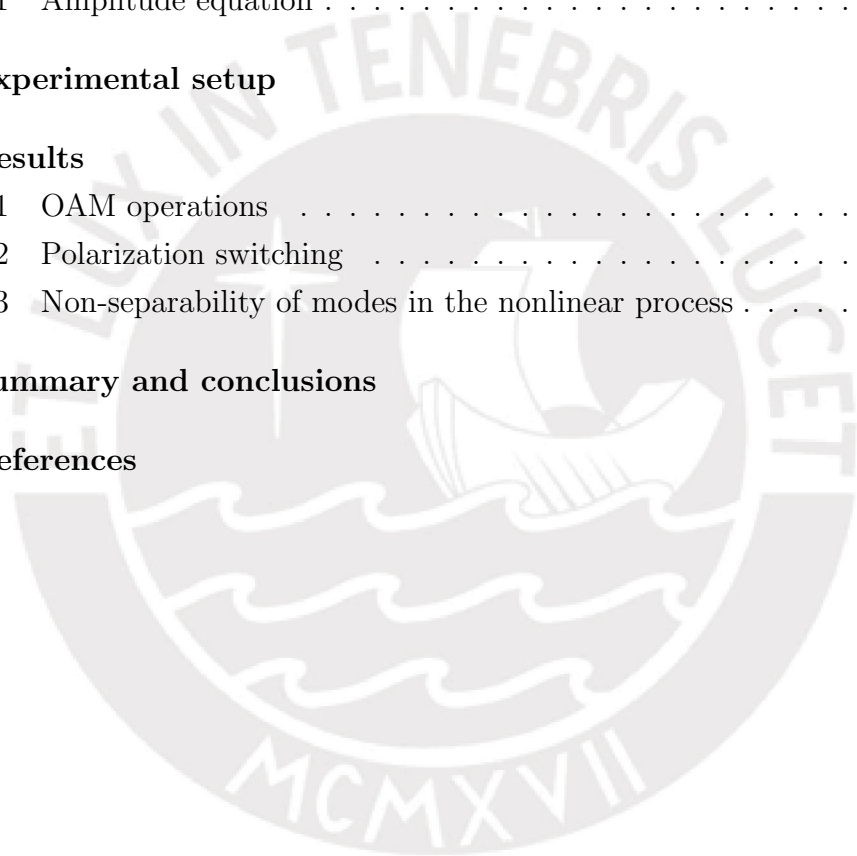 1 Amplitude equation . . . . . . . . . . . . . . . . . . . . . .
xperimental setup
esults
1 OAM operations . . . . . . . . . . . . . . . . . . . . . . .
2 Polarization switching . . . . . . . . . . . . . . . . . . . .
3 Non-separability of modes in the nonlinear process . . . . .
ummary and conclusions
eferences
ET LUX IN TENEBRIS LUCET
MCMXVII